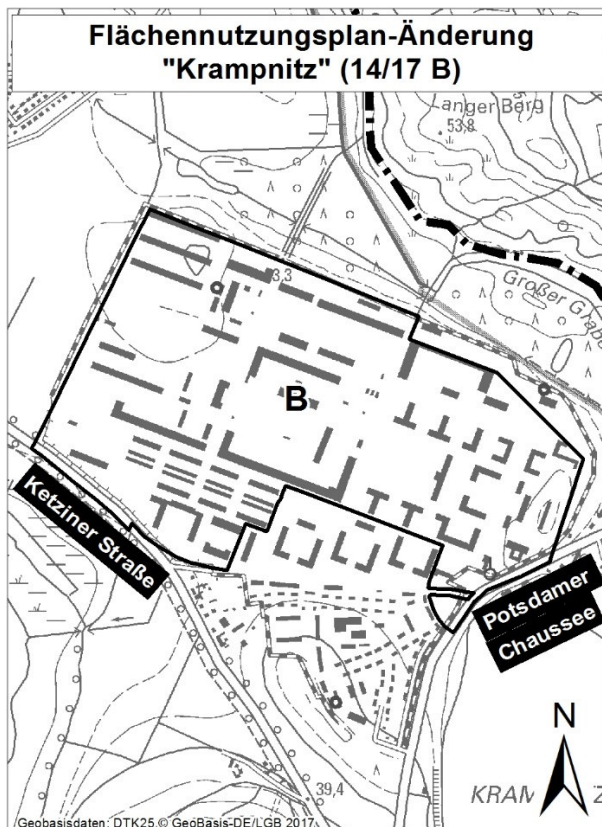 Flächennutzungsplan-Änderung
"Krampnitz" (14/17 B)
Langer Berg
53,8
Großer Grabe
3,3
B
Ketziner Straße
Potsdamer
Chaussee
N
39,4
KRAM
Z
Geobasisdaten: DTK25 © GeoBasis-DE/LGB 2017